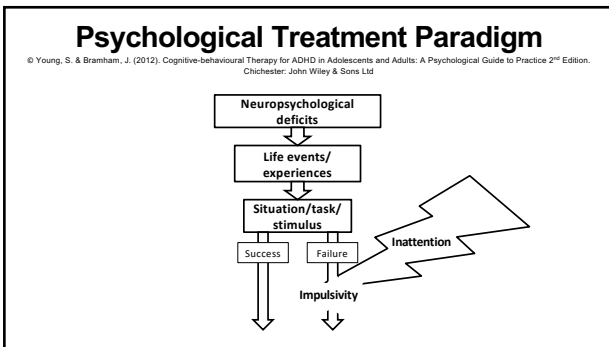 Psychological Treatment Paradigm
© Young, S. & Bramham, J. (2012). Cognitive-behavioural Therapy for ADHD in Adolescents and Adults: A Psychological Guide to Practice 2nd Edition.
Chichester: John Wiley & Sons Ltd
Neuropsychological
deficits
Life events/
experiences
Situation/task/
stimulus
Success
Failure
Inattention
Impulsivity